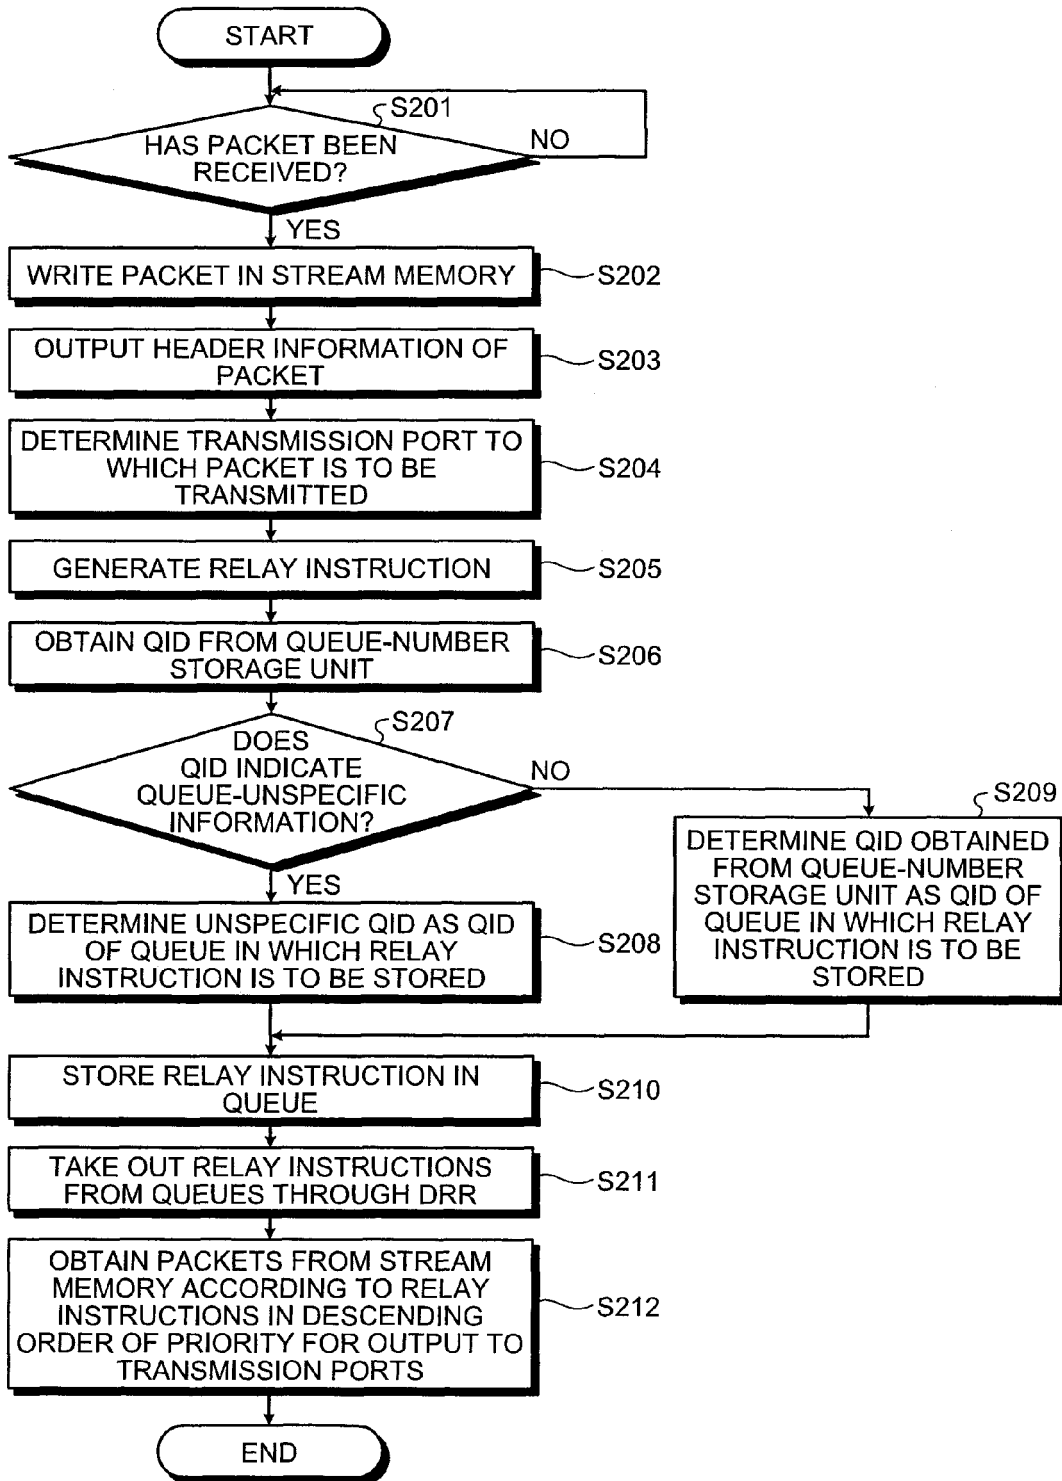 START
S201
HAS PACKET BEEN
RECEIVED?
NO
YES
WRITE PACKET IN STREAM MEMORY
S202
OUTPUT HEADER INFORMATION OF
PACKET
S203
DETERMINE TRANSMISSION PORT TO
WHICH PACKET IS TO BE
TRANSMITTED
S204
GENERATE RELAY INSTRUCTION
S205
OBTAIN QID FROM QUEUE-NUMBER
STORAGE UNIT
S206
S207
DOES
QID INDICATE
QUEUE-UNSPECIFIC
INFORMATION?
NO
YES
S209
DETERMINE QID OBTAINED
FROM QUEUE-NUMBER
STORAGE UNIT AS QID OF
QUEUE IN WHICH RELAY
INSTRUCTION IS TO BE
STORED
DETERMINE UNSPECIFIC QID AS QID
OF QUEUE IN WHICH RELAY
INSTRUCTION IS TO BE STORED
S208
STORE RELAY INSTRUCTION IN
QUEUE
S210
TAKE OUT RELAY INSTRUCTIONS
FROM QUEUES THROUGH DRR
S211
OBTAIN PACKETS FROM STREAM
MEMORY ACCORDING TO RELAY
INSTRUCTIONS IN DESCENDING
ORDER OF PRIORITY FOR OUTPUT TO
TRANSMISSION PORTS
S212
END